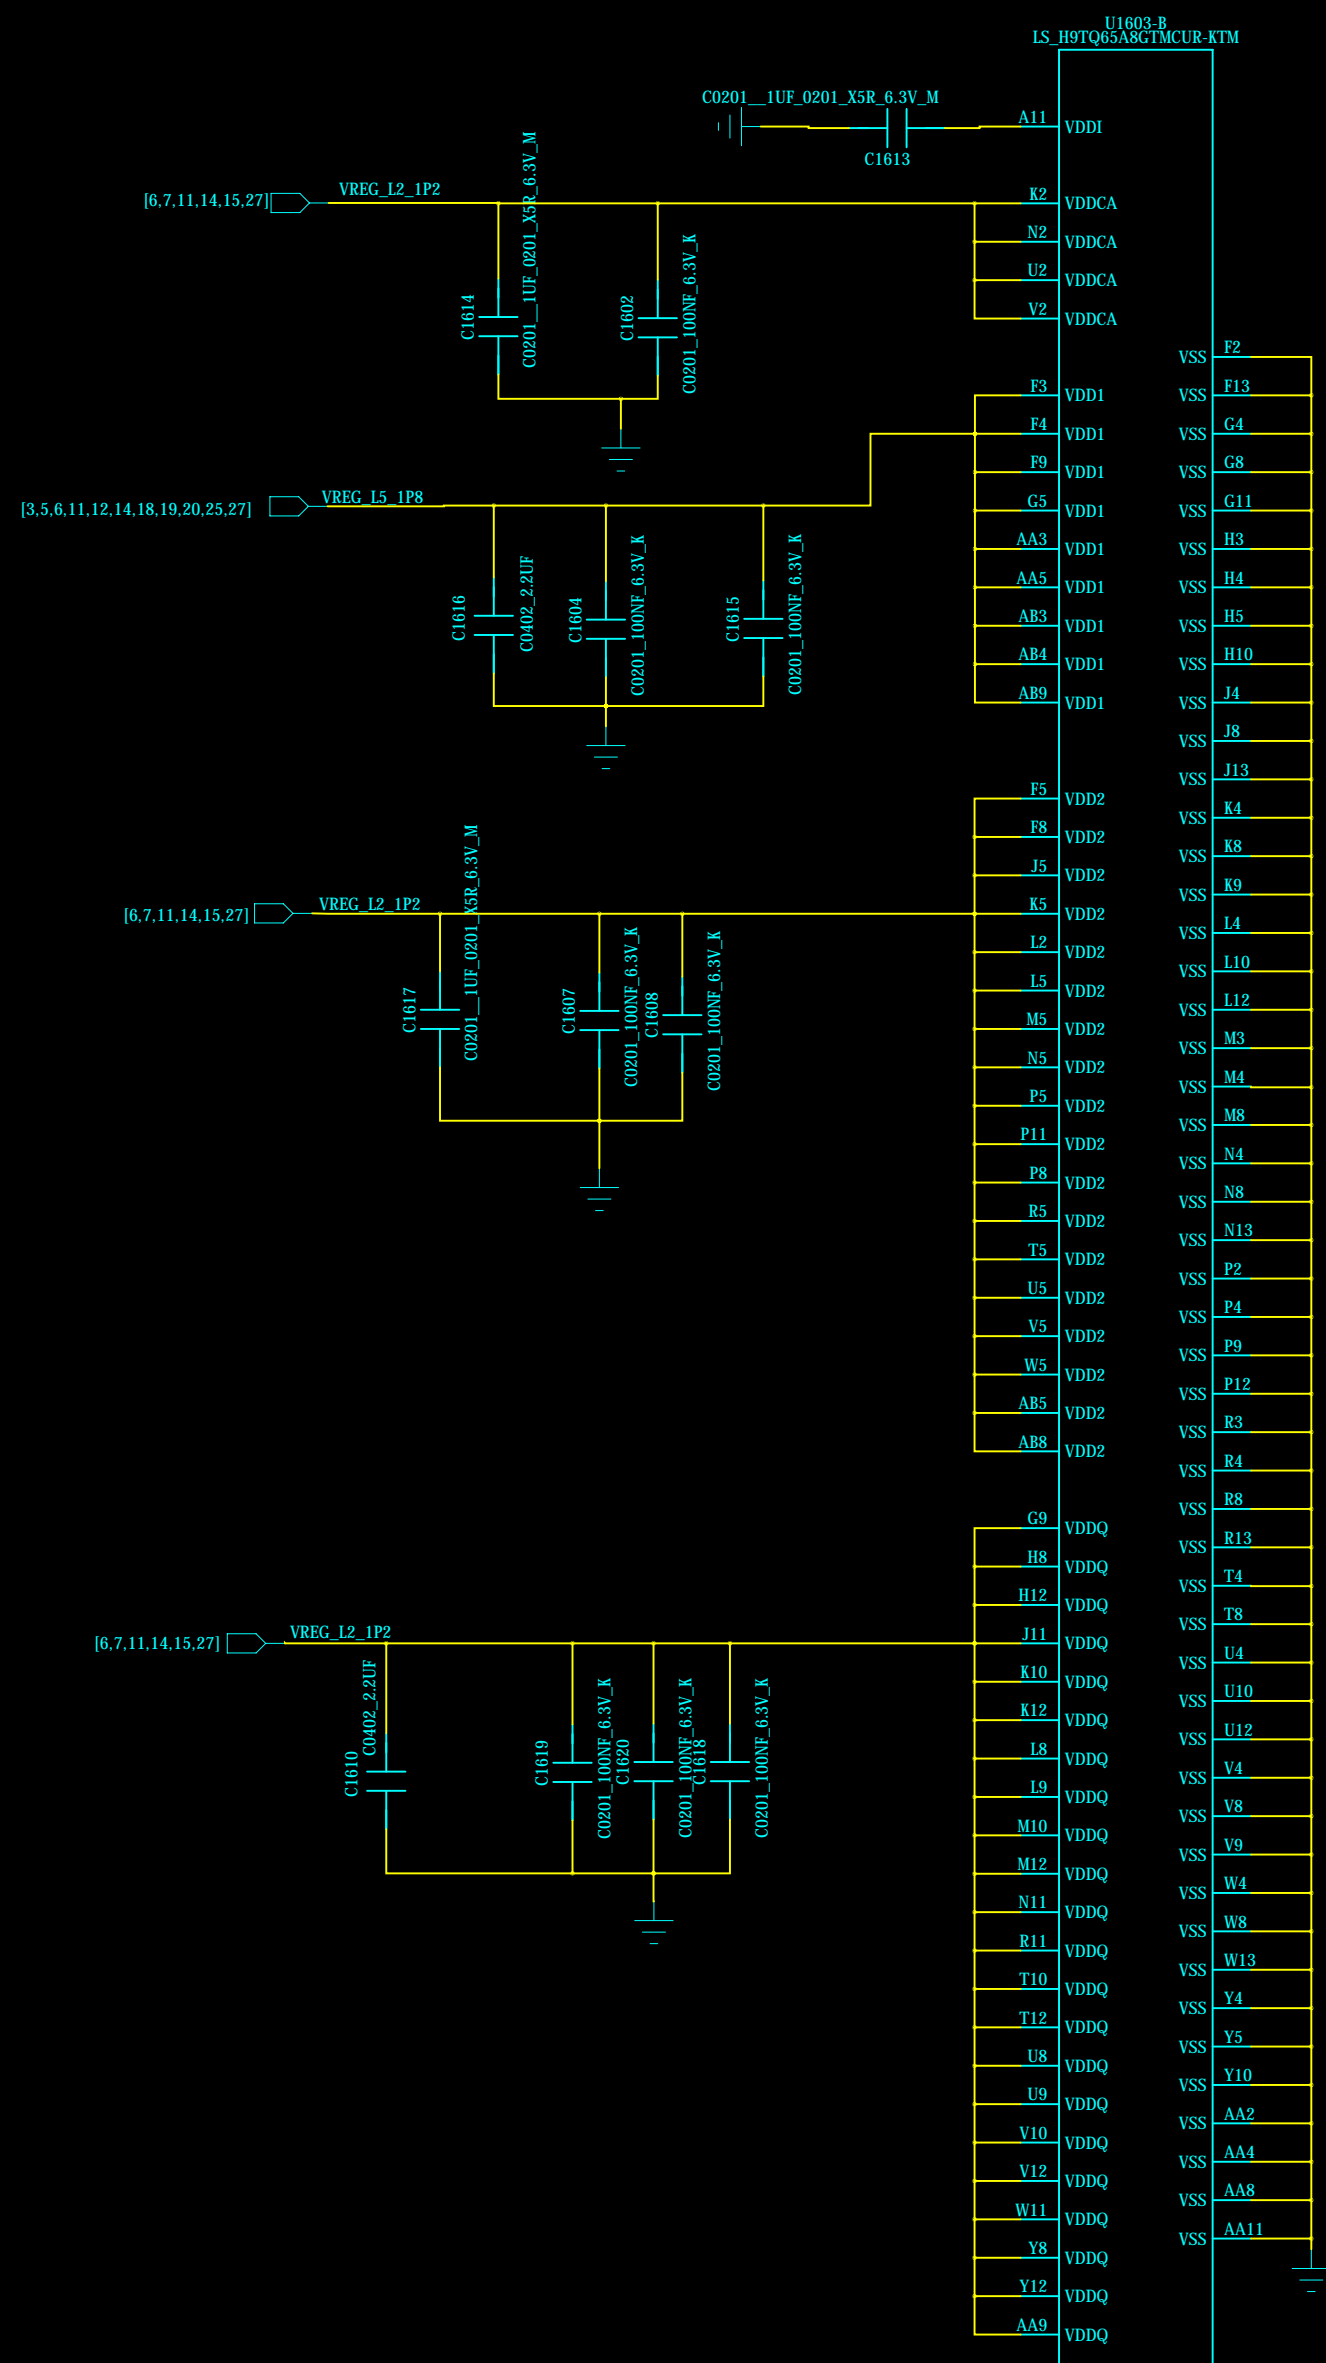 U1603-B
LS_H9TQ65A8GTMCUR-KTM
C0201__1UF_0201_X5R_6.3V_M
C1613
A11 VDDI
[6,7,11,14,15,27] VREG_L2_1P2
C1614 C0201__1UF_0201_X5R_6.3V_M
C1602 C0201_100NF_6.3V_K
K2 VDDCA
N2 VDDCA
U2 VDDCA
V2 VDDCA
[3,5,6,11,12,14,18,19,20,25,27] VREG_L5_1P8
C1616 C0402_2.2UF
C1604 C0201_100NF_6.3V_K
C1615 C0201_100NF_6.3V_K
F3 VDD1
F4 VDD1
F9 VDD1
G5 VDD1
AA3 VDD1
AA5 VDD1
AB3 VDD1
AB4 VDD1
AB9 VDD1
[6,7,11,14,15,27] VREG_L2_1P2
C1617 C0201__1UF_0201_X5R_6.3V_M
C1607 C0201_100NF_6.3V_K
C1608 C0201_100NF_6.3V_K
F5 VDD2
F8 VDD2
J5 VDD2
K5 VDD2
L2 VDD2
L5 VDD2
M5 VDD2
N5 VDD2
P5 VDD2
P11 VDD2
P8 VDD2
R5 VDD2
T5 VDD2
U5 VDD2
V5 VDD2
W5 VDD2
AB5 VDD2
AB8 VDD2
[6,7,11,14,15,27] VREG_L2_1P2
C1610 C0402_2.2UF
C1619 C0201_100NF_6.3V_K
C1620 C0201_100NF_6.3V_K
C1618 C0201_100NF_6.3V_K
G9 VDDQ
H8 VDDQ
H12 VDDQ
J11 VDDQ
K10 VDDQ
K12 VDDQ
L8 VDDQ
L9 VDDQ
M10 VDDQ
M12 VDDQ
N11 VDDQ
R11 VDDQ
T10 VDDQ
T12 VDDQ
U8 VDDQ
U9 VDDQ
V10 VDDQ
V12 VDDQ
W11 VDDQ
Y8 VDDQ
Y12 VDDQ
AA9 VDDQ
VSS F2
VSS F13
VSS G4
VSS G8
VSS G11
VSS H3
VSS H4
VSS H5
VSS H10
VSS J4
VSS J8
VSS J13
VSS K4
VSS K8
VSS K9
VSS L4
VSS L10
VSS L12
VSS M3
VSS M4
VSS M8
VSS N4
VSS N8
VSS N13
VSS P2
VSS P4
VSS P9
VSS P12
VSS R3
VSS R4
VSS R8
VSS R13
VSS T4
VSS T8
VSS U4
VSS U10
VSS U12
VSS V4
VSS V8
VSS V9
VSS W4
VSS W8
VSS W13
VSS Y4
VSS Y5
VSS Y10
VSS AA2
VSS AA4
VSS AA8
VSS AA11